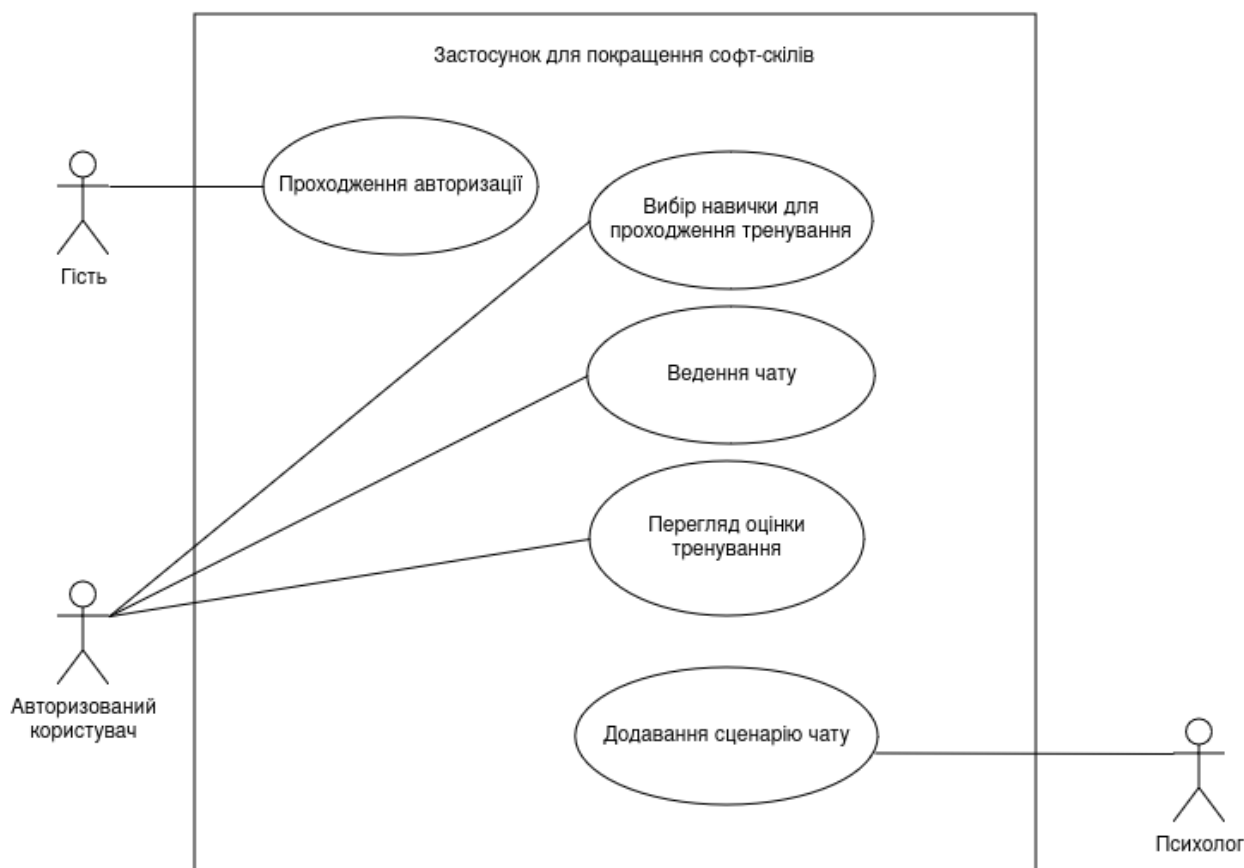 Застосунок для покращення софт-скілів
Проходження авторизації
Гість
Вибір навички для
проходження тренування
Ведення чату
Перегляд оцінки
тренування
Авторизований
користувач
Додавання сценарію чату
Психолог